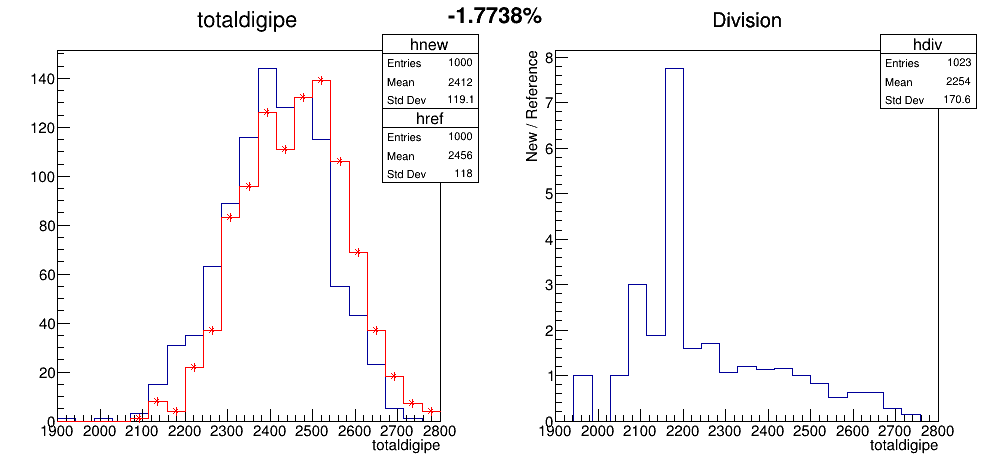 -1.7738%
totaldigipe
hnew
Entries 1000
Mean 2412
Std Dev 119.1
href
Entries 1000
Mean 2456
Std Dev 118
140
120
100
80
60
40
20
0
1900 2000 2100 2200 2300 2400 2500 2600 2700 2800
totaldigipe
Division
hdiv
Entries 1023
Mean 2254
Std Dev 170.6
New / Reference
8
7
6
5
4
3
2
1
0
1900 2000 2100 2200 2300 2400 2500 2600 2700 2800
totaldigipe